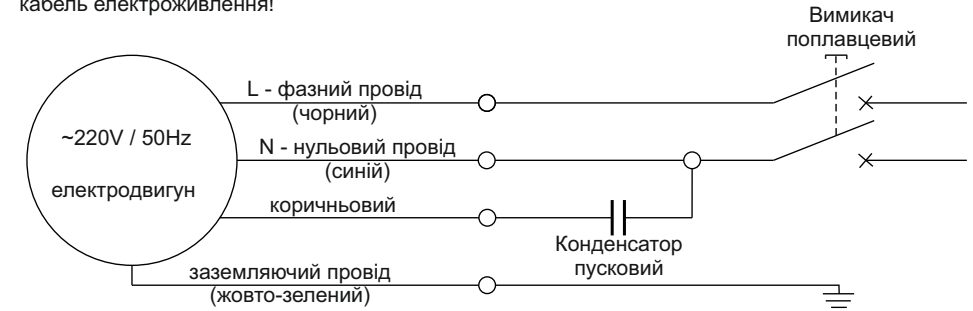 кабель електроживлення!
Вимикач
поплавцевий
L - фазний провід
(чорний)
~220V / 50Hz
N - нульовий провід
(синій)
електродвигун
коричньовий
Конденсатор
пусковий
заземляючий провід
(жовто-зелений)